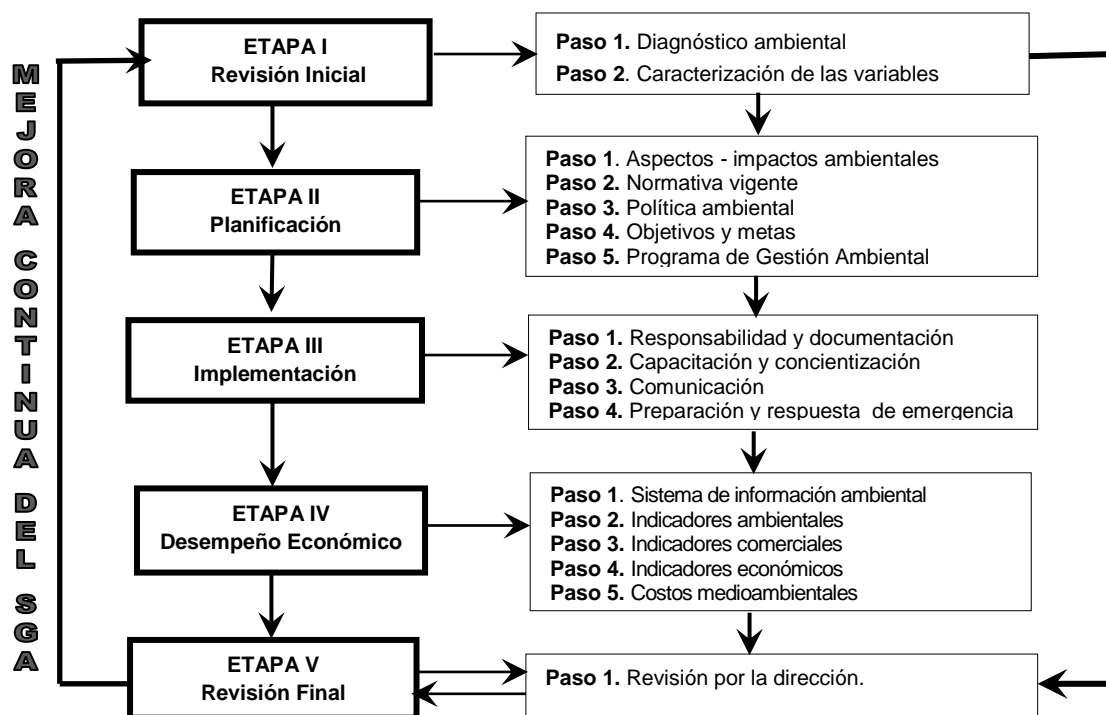 MEJORA CONTINUA DEL SGA
ETAPA I
Revisión Inicial
Paso 1. Diagnóstico ambiental
Paso 2. Caracterización de las variables
ETAPA II
Planificación
Paso 1. Aspectos - impactos ambientales
Paso 2. Normativa vigente
Paso 3. Política ambiental
Paso 4. Objetivos y metas
Paso 5. Programa de Gestión Ambiental
ETAPA III
Implementación
Paso 1. Responsabilidad y documentación
Paso 2. Capacitación y concientización
Paso 3. Comunicación
Paso 4. Preparación y respuesta de emergencia
ETAPA IV
Desempeño Económico
Paso 1. Sistema de información ambiental
Paso 2. Indicadores ambientales
Paso 3. Indicadores comerciales
Paso 4. Indicadores económicos
Paso 5. Costos medioambientales
ETAPA V
Revisión Final
Paso 1. Revisión por la dirección.